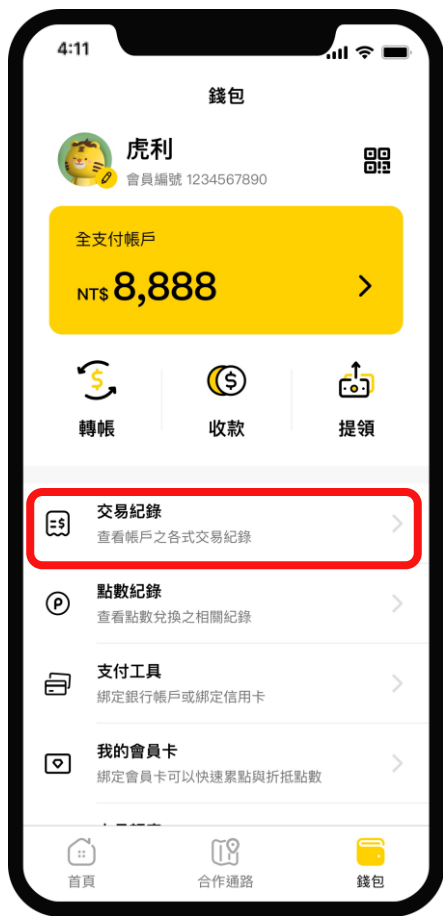 4:11
錢包
虎利
會員編號 1234567890
全支付帳戶
NT$ 8,888
轉帳
收款
提領
交易紀錄
查看帳戶之各式交易紀錄
點數紀錄
查看點數兌換之相關紀錄
支付工具
綁定銀行帳戶或綁定信用卡
我的會員卡
綁定會員卡可以快速累點與折抵點數
首頁
合作通路
錢包